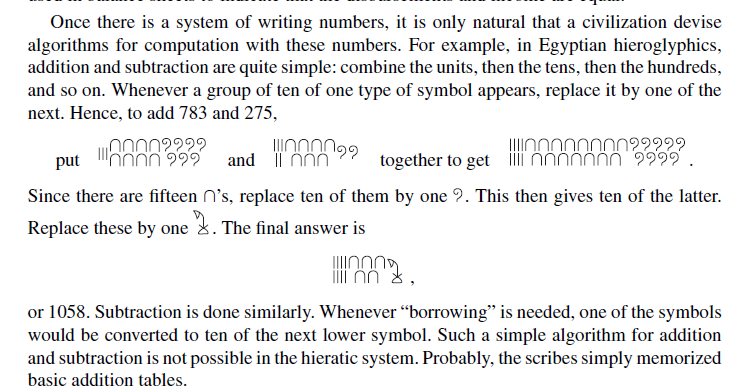 Once there is a system of writing numbers, it is only natural that a civilization devise
algorithms for computation with these numbers. For example, in Egyptian hieroglyphics,
addition and subtraction are quite simple: combine the units, then the tens, then the hundreds,
and so on. Whenever a group of ten of one type of symbol appears, replace it by one of the
next. Hence, to add 783 and 275,
put |||∩∩∩∩∩∩∩∩𓍢𓍢𓍢𓍢𓍢𓍢𓍢 and |||||∩∩∩∩∩∩∩𓍢𓍢 together to get ||||||||∩∩∩∩∩∩∩∩∩∩∩∩∩∩∩𓍢𓍢𓍢𓍢𓍢𓍢𓍢𓍢𓍢 .
Since there are fifteen ∩’s, replace ten of them by one 𓍢. This then gives ten of the latter.
Replace these by one 𓆼. The final answer is
||||||||∩∩∩∩∩𓆼,
or 1058. Subtraction is done similarly. Whenever “borrowing” is needed, one of the symbols
would be converted to ten of the next lower symbol. Such a simple algorithm for addition
and subtraction is not possible in the hieratic system. Probably, the scribes simply memorized
basic addition tables.